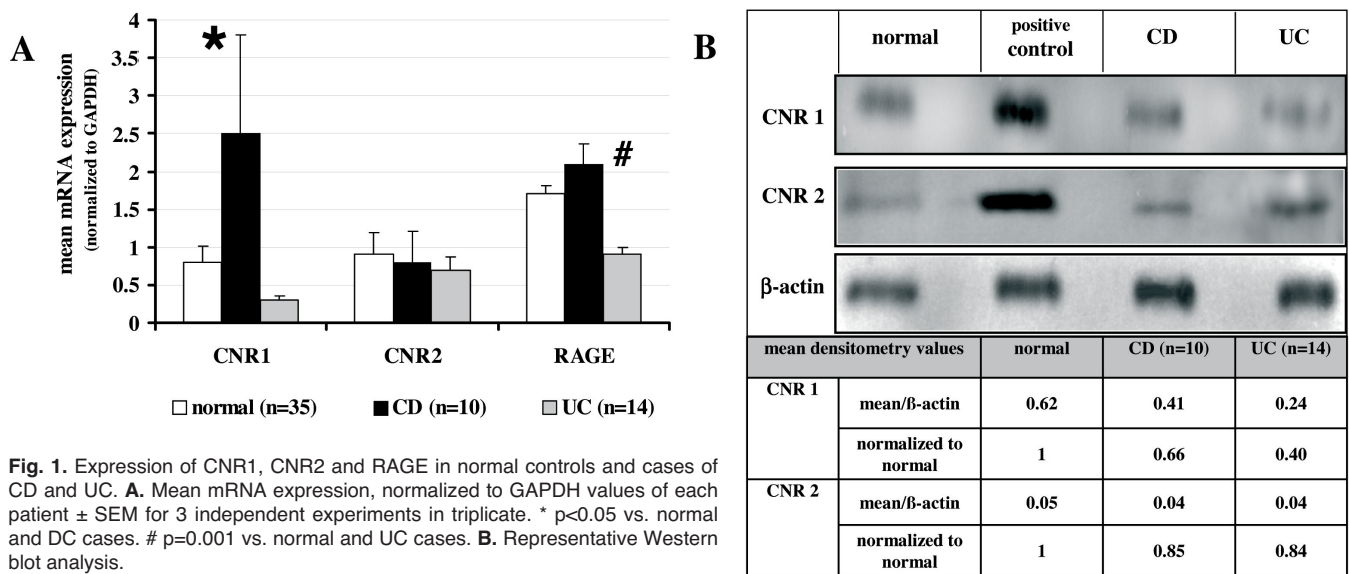 A
mean mRNA expression
(normalized to GAPDH)
4
3.5
3
2.5
2
1.5
1
0.5
0
*
#
CNR1 CNR2 RAGE
normal (n=35) CD (n=10) UC (n=14)
Fig. 1. Expression of CNR1, CNR2 and RAGE in normal controls and cases of
CD and UC. A. Mean mRNA expression, normalized to GAPDH values of each
patient ± SEM for 3 independent experiments in triplicate. * p<0.05 vs. normal
and DC cases. # p=0.001 vs. normal and UC cases. B. Representative Western
blot analysis.
B
normal positive control CD UC
CNR 1
CNR 2
β-actin
mean densitometry values normal CD (n=10) UC (n=14)
CNR 1
mean/ß-actin 0.62 0.41 0.24
normalized to
normal 1 0.66 0.40
CNR 2
mean/ß-actin 0.05 0.04 0.04
normalized to
normal 1 0.85 0.84